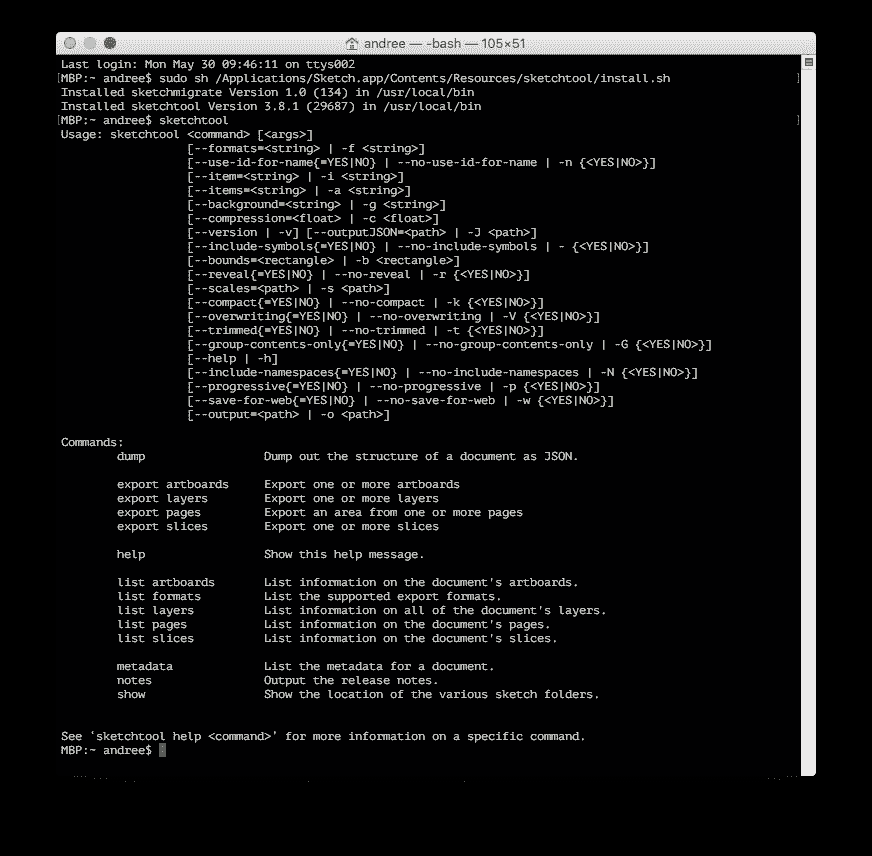 andree — -bash — 105×51
Last login: Mon May 30 09:46:11 on ttys002
[MBP:~ andree$ sudo sh /Applications/Sketch.app/Contents/Resources/sketchtool/install.sh ]
Installed sketchmigrate Version 1.0 (134) in /usr/local/bin
Installed sketchtool Version 3.8.1 (29687) in /usr/local/bin
[MBP:~ andree$ sketchtool ]
Usage: sketchtool <command> [<args>]
[--formats=<string> | -f <string>]
[--use-id-for-name{=YES|NO} | --no-use-id-for-name | -n {<YES|NO>}]
[--item=<string> | -i <string>]
[--items=<string> | -a <string>]
[--background=<string> | -g <string>]
[--compression=<float> | -c <float>]
[--version | -v] [--outputJSON=<path> | -J <path>]
[--include-symbols{=YES|NO} | --no-include-symbols | - {<YES|NO>}]
[--bounds=<rectangle> | -b <rectangle>]
[--reveal{=YES|NO} | --no-reveal | -r {<YES|NO>}]
[--scales=<path> | -s <path>]
[--compact{=YES|NO} | --no-compact | -k {<YES|NO>}]
[--overwriting{=YES|NO} | --no-overwriting | -V {<YES|NO>}]
[--trimmed{=YES|NO} | --no-trimmed | -t {<YES|NO>}]
[--group-contents-only{=YES|NO} | --no-group-contents-only | -G {<YES|NO>}]
[--help | -h]
[--include-namespaces{=YES|NO} | --no-include-namespaces | -N {<YES|NO>}]
[--progressive{=YES|NO} | --no-progressive | -p {<YES|NO>}]
[--save-for-web{=YES|NO} | --no-save-for-web | -w {<YES|NO>}]
[--output=<path> | -o <path>]
Commands:
dump Dump out the structure of a document as JSON.
export artboards Export one or more artboards
export layers Export one or more layers
export pages Export an area from one or more pages
export slices Export one or more slices
help Show this help message.
list artboards List information on the document's artboards.
list formats List the supported export formats.
list layers List information on all of the document's layers.
list pages List information on the document's pages.
list slices List information on the document's slices.
metadata List the metadata for a document.
notes Output the release notes.
show Show the location of the various sketch folders.
See ‘sketchtool help <command>’ for more information on a specific command.
MBP:~ andree$